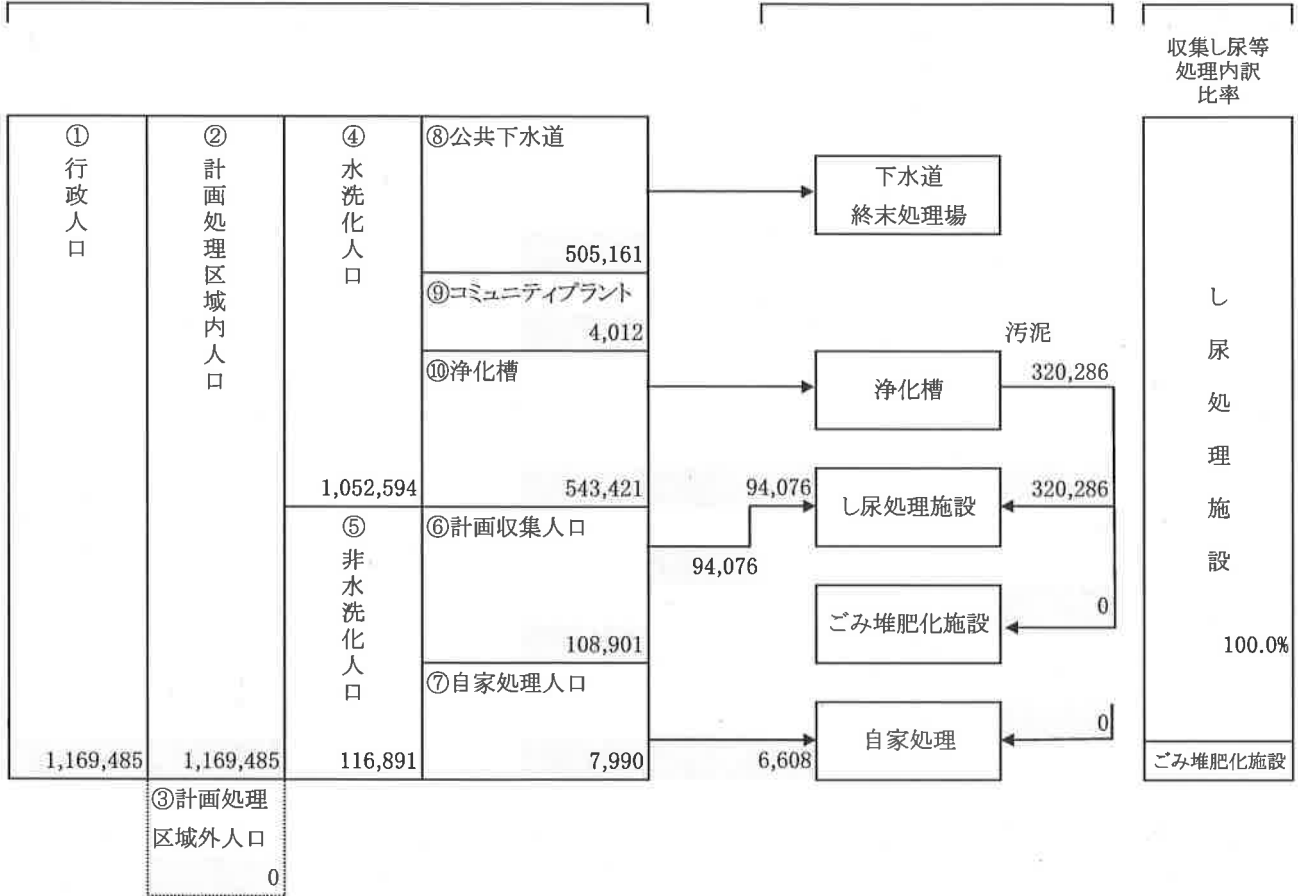 収集し尿等
処理内訳
比率
①
行政人口
1,169,485
②
計画処理区域内人口
1,169,485
③計画処理
区域外人口
0
④
水洗化人口
1,052,594
⑤
非水洗化人口
116,891
⑧公共下水道
505,161
⑨コミュニティプラント
4,012
⑩浄化槽
543,421
⑥計画収集人口
108,901
⑦自家処理人口
7,990
94,076
94,076
6,608
下水道
終末処理場
浄化槽
し尿処理施設
ごみ堆肥化施設
自家処理
汚泥
320,286
320,286
0
0
し尿処理施設
100.0%
ごみ堆肥化施設